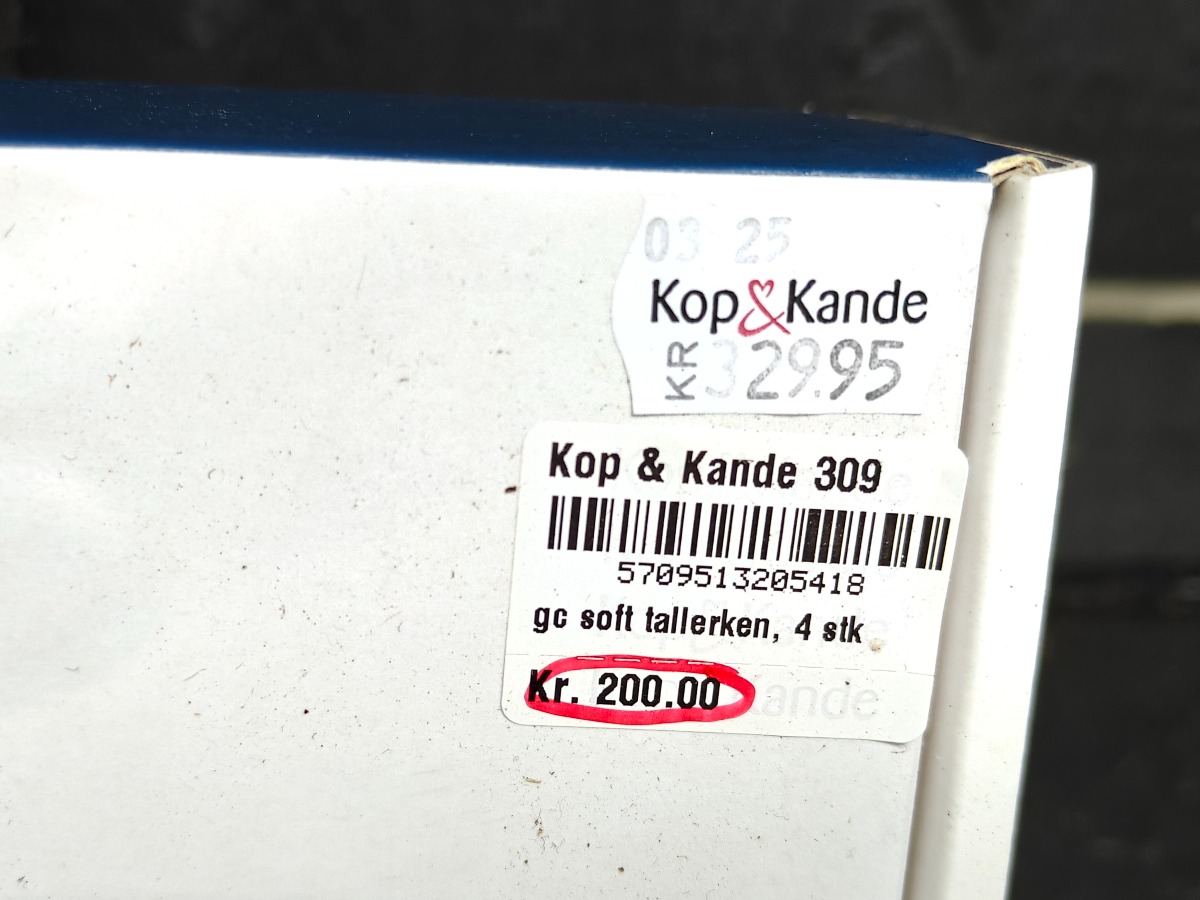 03 25
Kop&Kande
KR 329.95
Kop & Kande 309
5709513205418
gc soft tallerken, 4 stk
Kr. 200.00
Kande